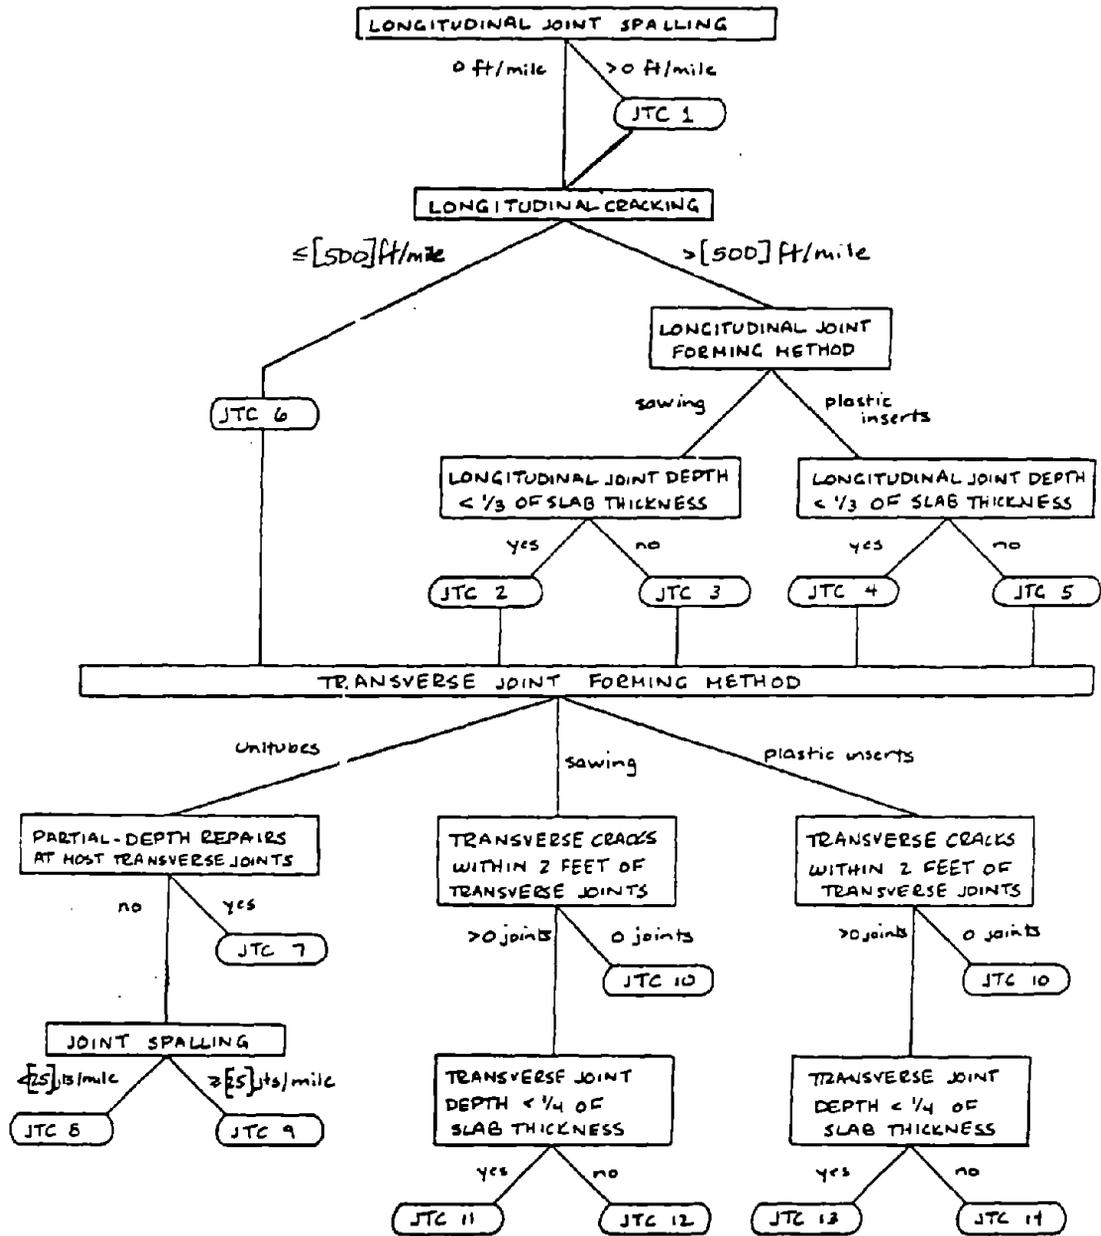 LONGITUDINAL JOINT SPALLING
0 ft/mile
>0 ft/mile
JTC 1
LONGITUDINAL CRACKING
≤[500]ft/mile
>[500]ft/mile
LONGITUDINAL JOINT
FORMING METHOD
sawing
plastic
inserts
JTC 6
LONGITUDINAL JOINT DEPTH
< 1/3 OF SLAB THICKNESS
LONGITUDINAL JOINT DEPTH
< 1/3 OF SLAB THICKNESS
yes
no
yes
no
JTC 2
JTC 3
JTC 4
JTC 5
TRANSVERSE JOINT FORMING METHOD
unitubes
sawing
plastic inserts
PARTIAL-DEPTH REPAIRS
AT MOST TRANSVERSE JOINTS
TRANSVERSE CRACKS
WITHIN 2 FEET OF
TRANSVERSE JOINTS
TRANSVERSE CRACKS
WITHIN 2 FEET OF
TRANSVERSE JOINTS
no
yes
>0 joints
0 joints
>0 joints
0 joints
JTC 7
JTC 10
JTC 10
JOINT SPALLING
<[25] jts/mile
≥[25] jts/mile
TRANSVERSE JOINT
DEPTH < 1/4 OF
SLAB THICKNESS
TRANSVERSE JOINT
DEPTH < 1/4 OF
SLAB THICKNESS
JTC 8
JTC 9
yes
no
yes
no
JTC 11
JTC 12
JTC 13
JTC 14